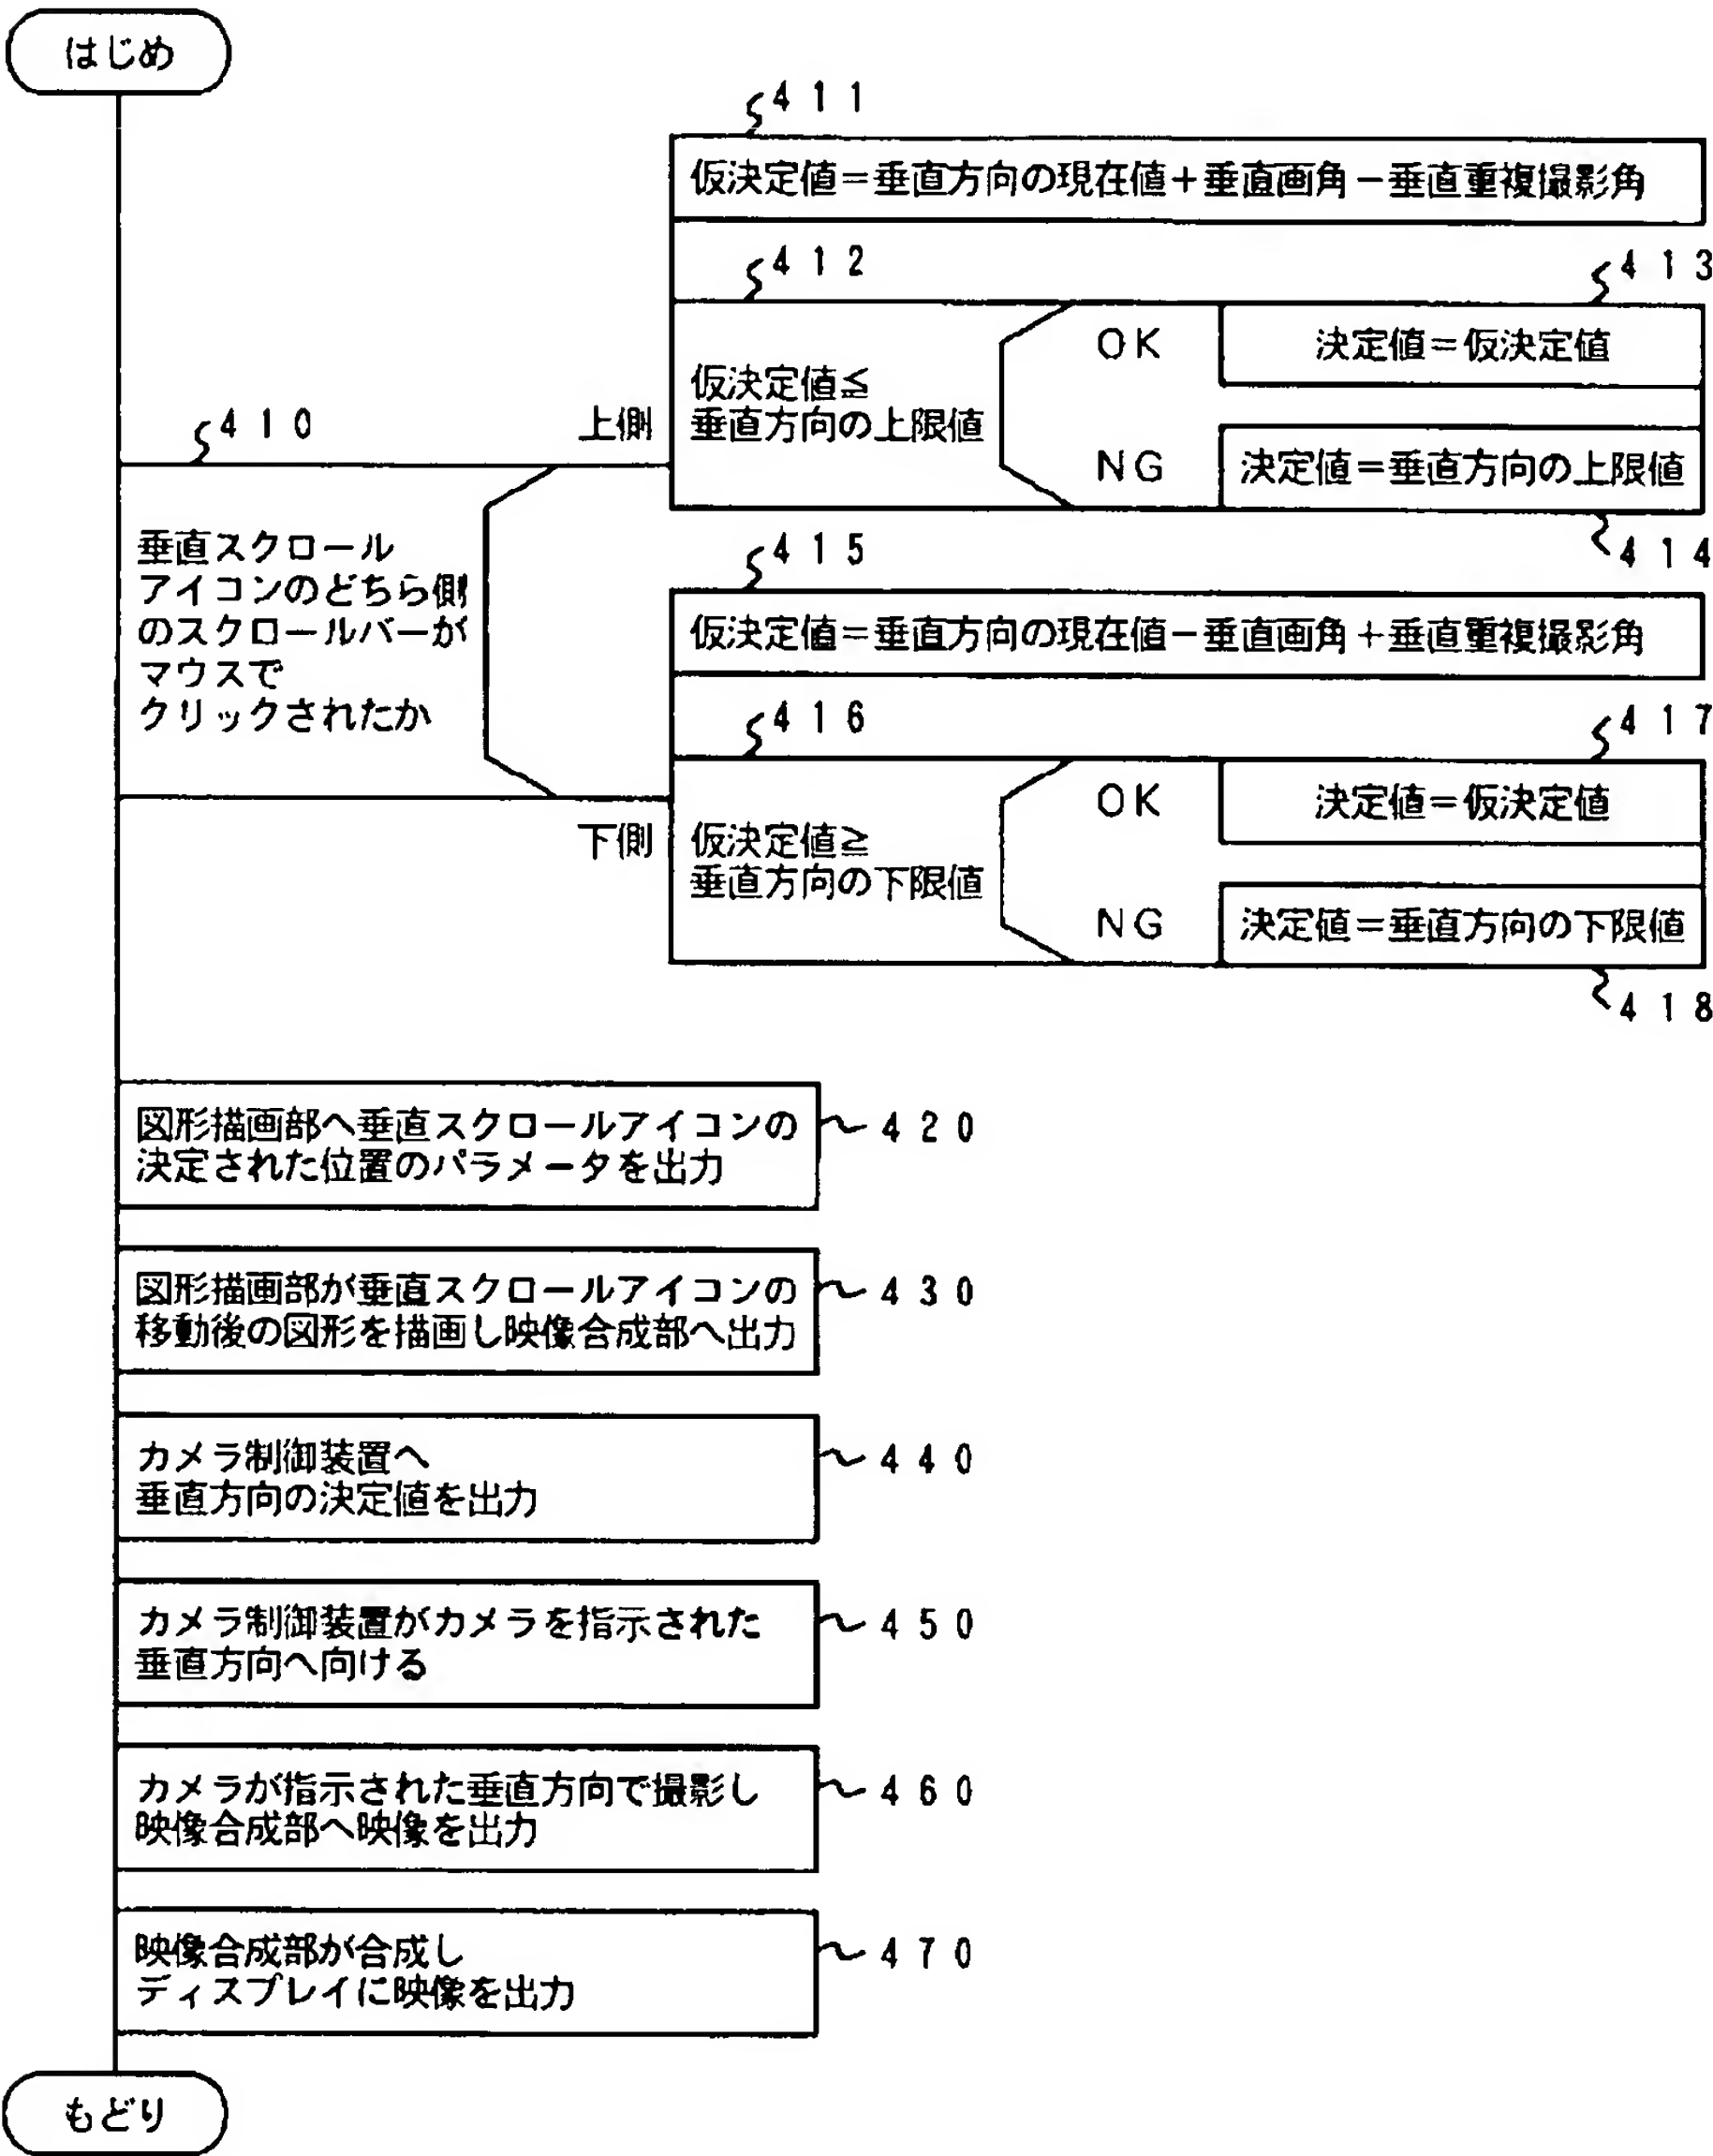 はじめ
411
仮決定値=垂直方向の現在値+垂直画角-垂直重複撮影角
412
413
仮決定値≦
垂直方向の上限値
OK
決定値=仮決定値
NG
決定値=垂直方向の上限値
414
上側
410
垂直スクロール
アイコンのどちら側
のスクロールバーが
マウスで
クリックされたか
415
仮決定値=垂直方向の現在値-垂直画角+垂直重複撮影角
416
417
下側
仮決定値≧
垂直方向の下限値
OK
決定値=仮決定値
NG
決定値=垂直方向の下限値
418
図形描画部へ垂直スクロールアイコンの
決定された位置のパラメータを出力
420
図形描画部が垂直スクロールアイコンの
移動後の図形を描画し映像合成部へ出力
430
カメラ制御装置へ
垂直方向の決定値を出力
440
カメラ制御装置がカメラを指示された
垂直方向へ向ける
450
カメラが指示された垂直方向で撮影し
映像合成部へ映像を出力
460
映像合成部が合成し
ディスプレイに映像を出力
470
もどり